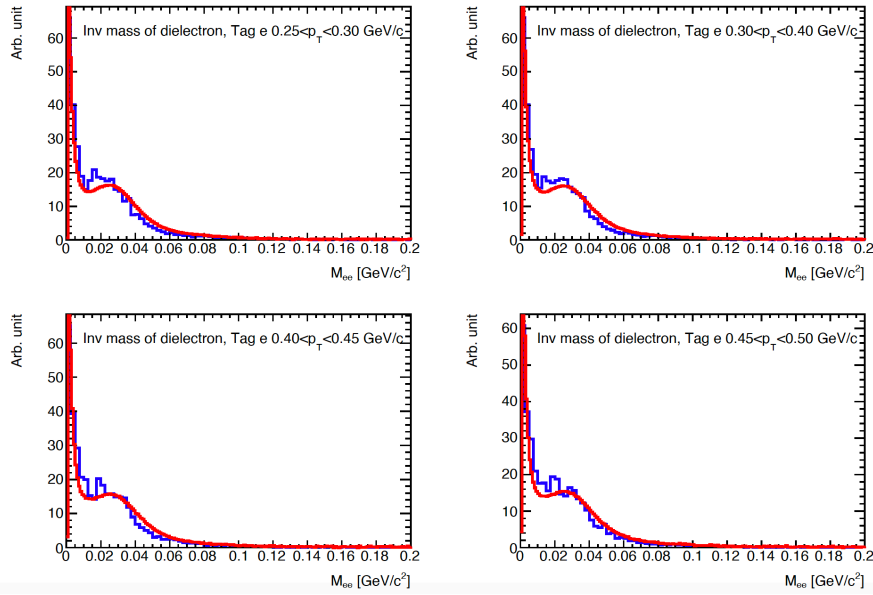 Arb. unit
Inv mass of dielectron, Tag e 0.25<p_T<0.30 GeV/c
60
50
40
30
20
10
0
0 0.02 0.04 0.06 0.08 0.1 0.12 0.14 0.16 0.18 0.2
M_ee [GeV/c²]
Arb. unit
Inv mass of dielectron, Tag e 0.30<p_T<0.40 GeV/c
60
50
40
30
20
10
0
0 0.02 0.04 0.06 0.08 0.1 0.12 0.14 0.16 0.18 0.2
M_ee [GeV/c²]
Arb. unit
Inv mass of dielectron, Tag e 0.40<p_T<0.45 GeV/c
60
50
40
30
20
10
0
0 0.02 0.04 0.06 0.08 0.1 0.12 0.14 0.16 0.18 0.2
M_ee [GeV/c²]
Arb. unit
Inv mass of dielectron, Tag e 0.45<p_T<0.50 GeV/c
60
50
40
30
20
10
0
0 0.02 0.04 0.06 0.08 0.1 0.12 0.14 0.16 0.18 0.2
M_ee [GeV/c²]